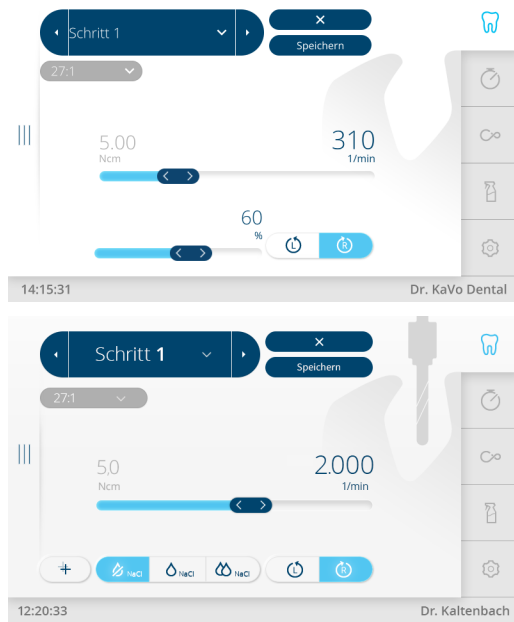 Schritt 1
×
Speichern
27:1
5.00
Ncm
310
1/min
60
%
L
R
14:15:31
Dr. KaVo Dental
Schritt 1
×
Speichern
27:1
5,0
Ncm
2.000
1/min
NaCl
NaCl
NaCl
L
R
12:20:33
Dr. Kaltenbach